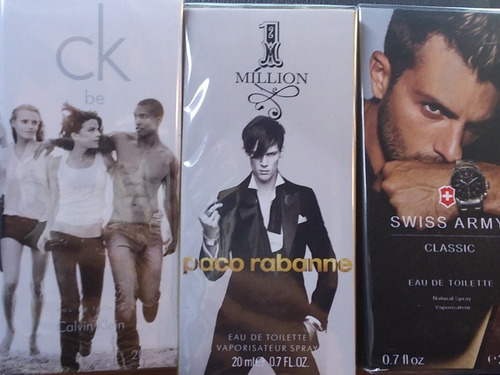 ck
be
Calvin Klein
1
MILLION
paco rabanne
EAU DE TOILETTE
VAPORISATEUR SPRAY
20 ml e 0.7 FL.OZ.
SWISS ARMY
CLASSIC
EAU DE TOILETTE
Natural Spray
Vaporisateur
0.7 fl oz